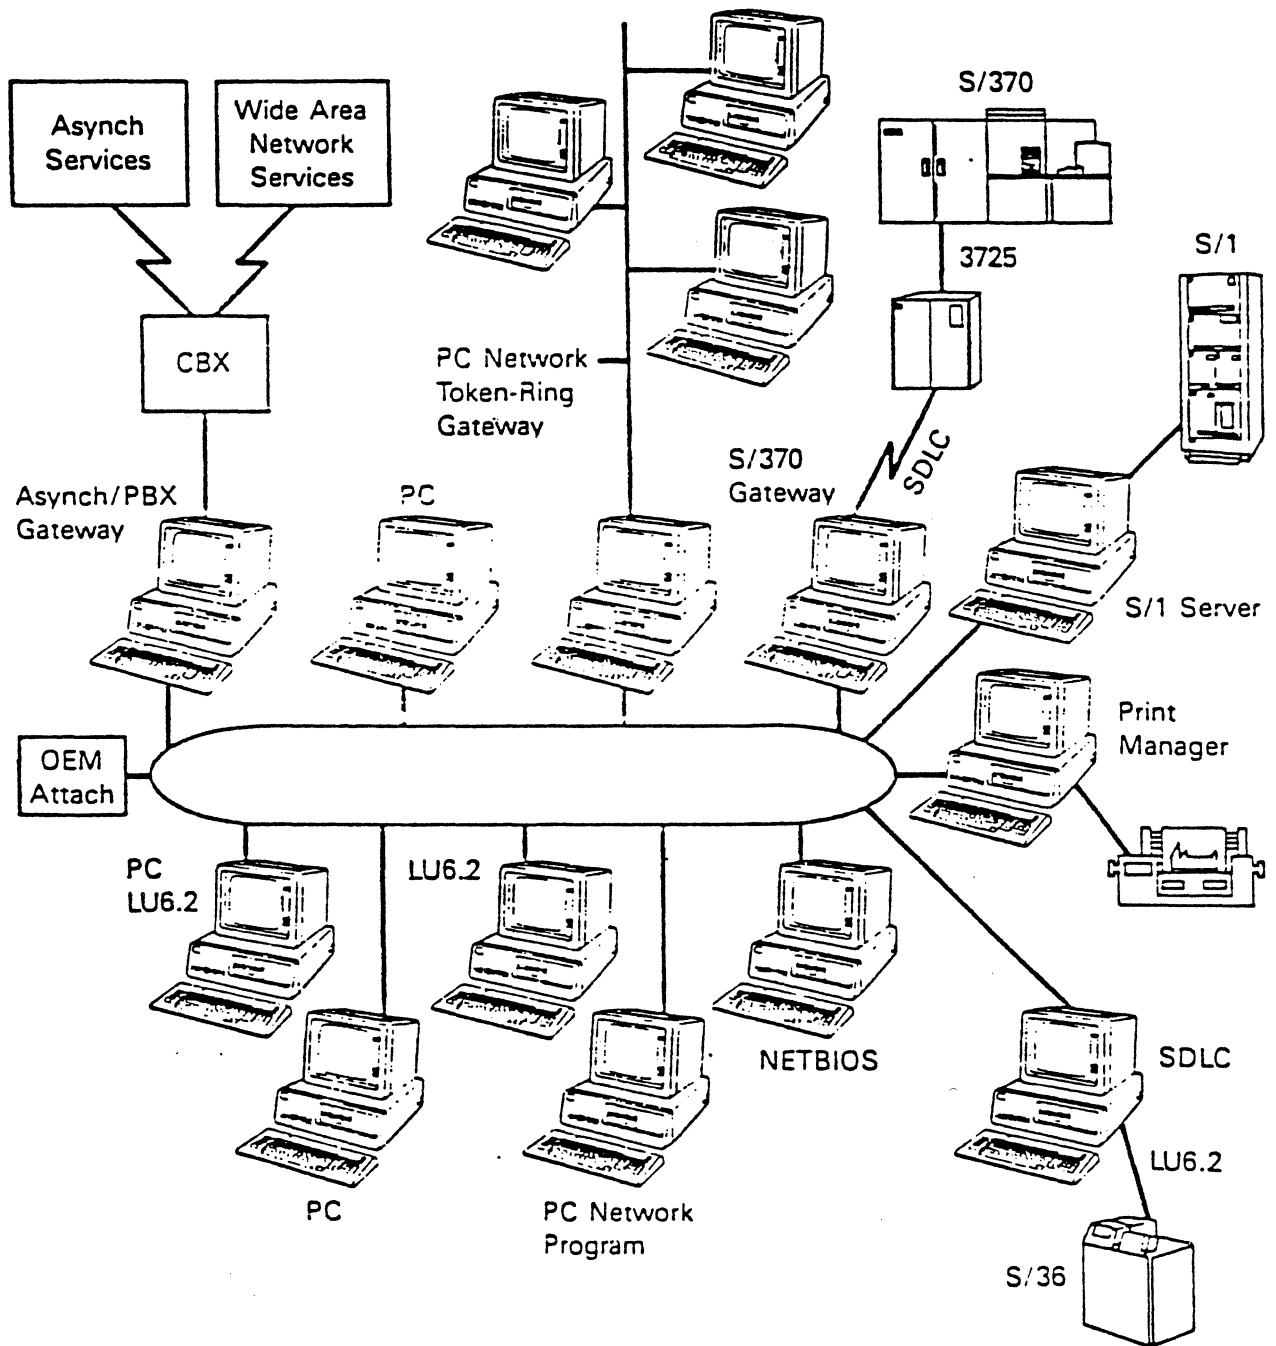 Asynch
Services
Wide Area
Network
Services
S/370
3725
S/1
CBX
PC Network
Token-Ring
Gateway
S/370
Gateway
SDLC
Asynch/PBX
Gateway
PC
S/1 Server
Print
Manager
OEM
Attach
PC
LU6.2
LU6.2
NETBIOS
SDLC
LU6.2
PC
PC Network
Program
S/36